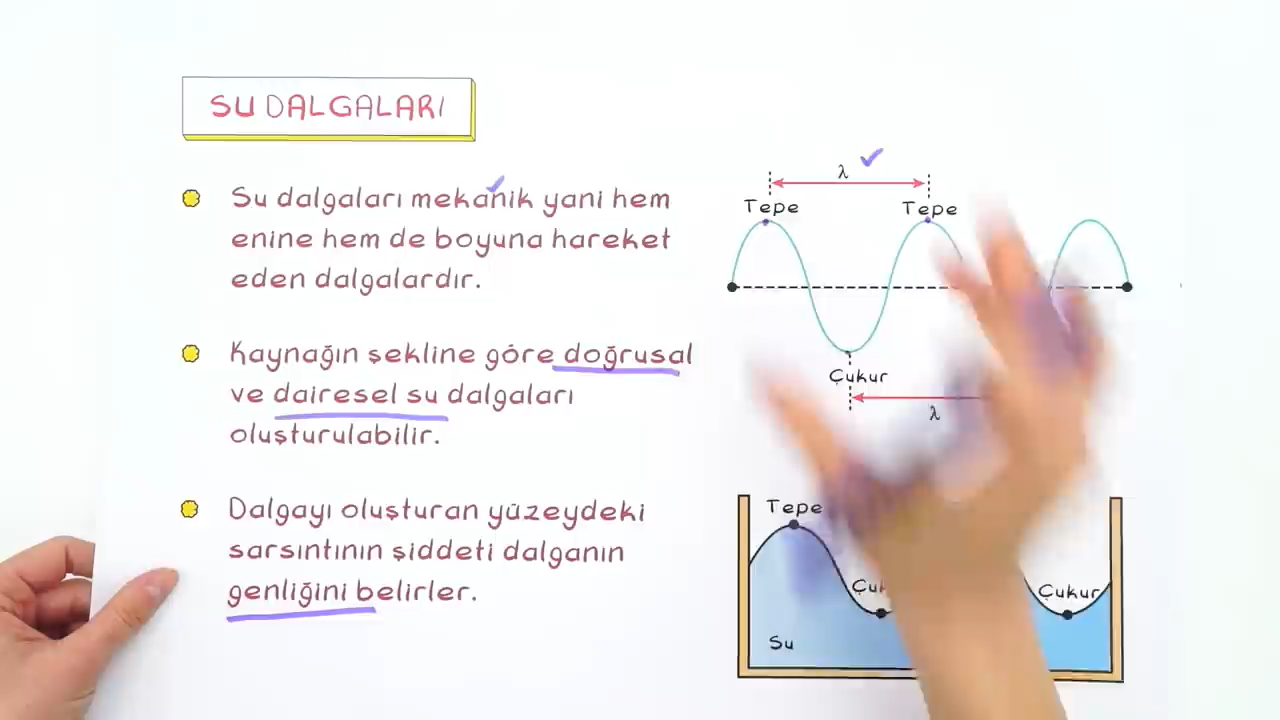 SU DALGALARI
Su dalgaları mekanik yani hem
enine hem de boyuna hareket
eden dalgalardır.
Kaynağın şekline göre doğrusal
ve dairesel su dalgaları
oluşturulabilir.
Dalgayı oluşturan yüzeydeki
sarsıntının şiddeti dalganın
genliğini belirler.
λ
Tepe Tepe
Çukur
λ
Tepe
Çukur
Su